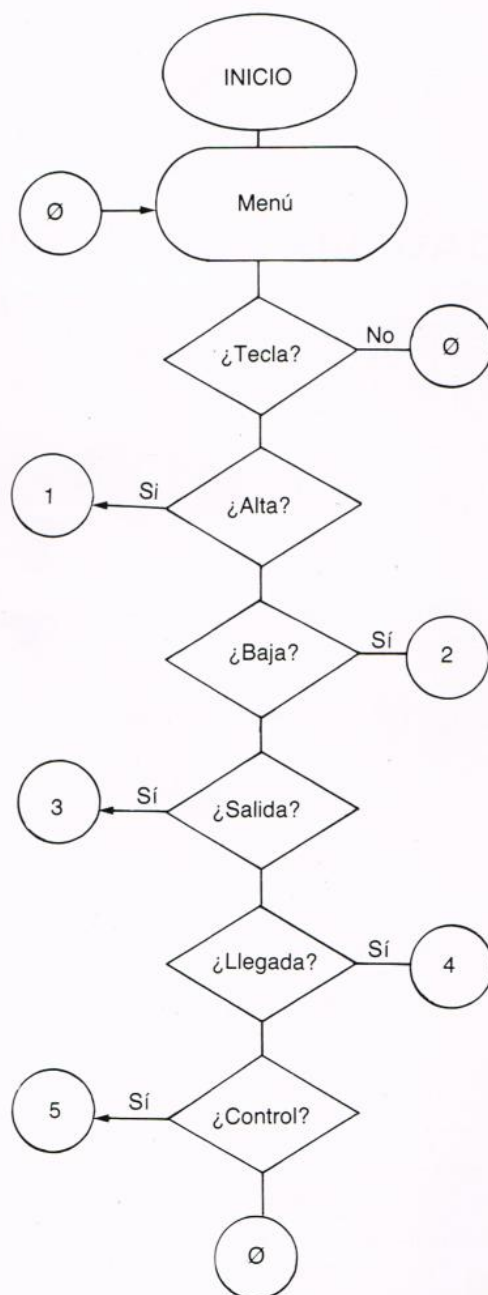 INICIO
Menú
Ø
¿Tecla?
No
Ø
1
Si
¿Alta?
¿Baja?
Sí
2
3
Sí
¿Salida?
¿Llegada?
Sí
4
5
Sí
¿Control?
Ø